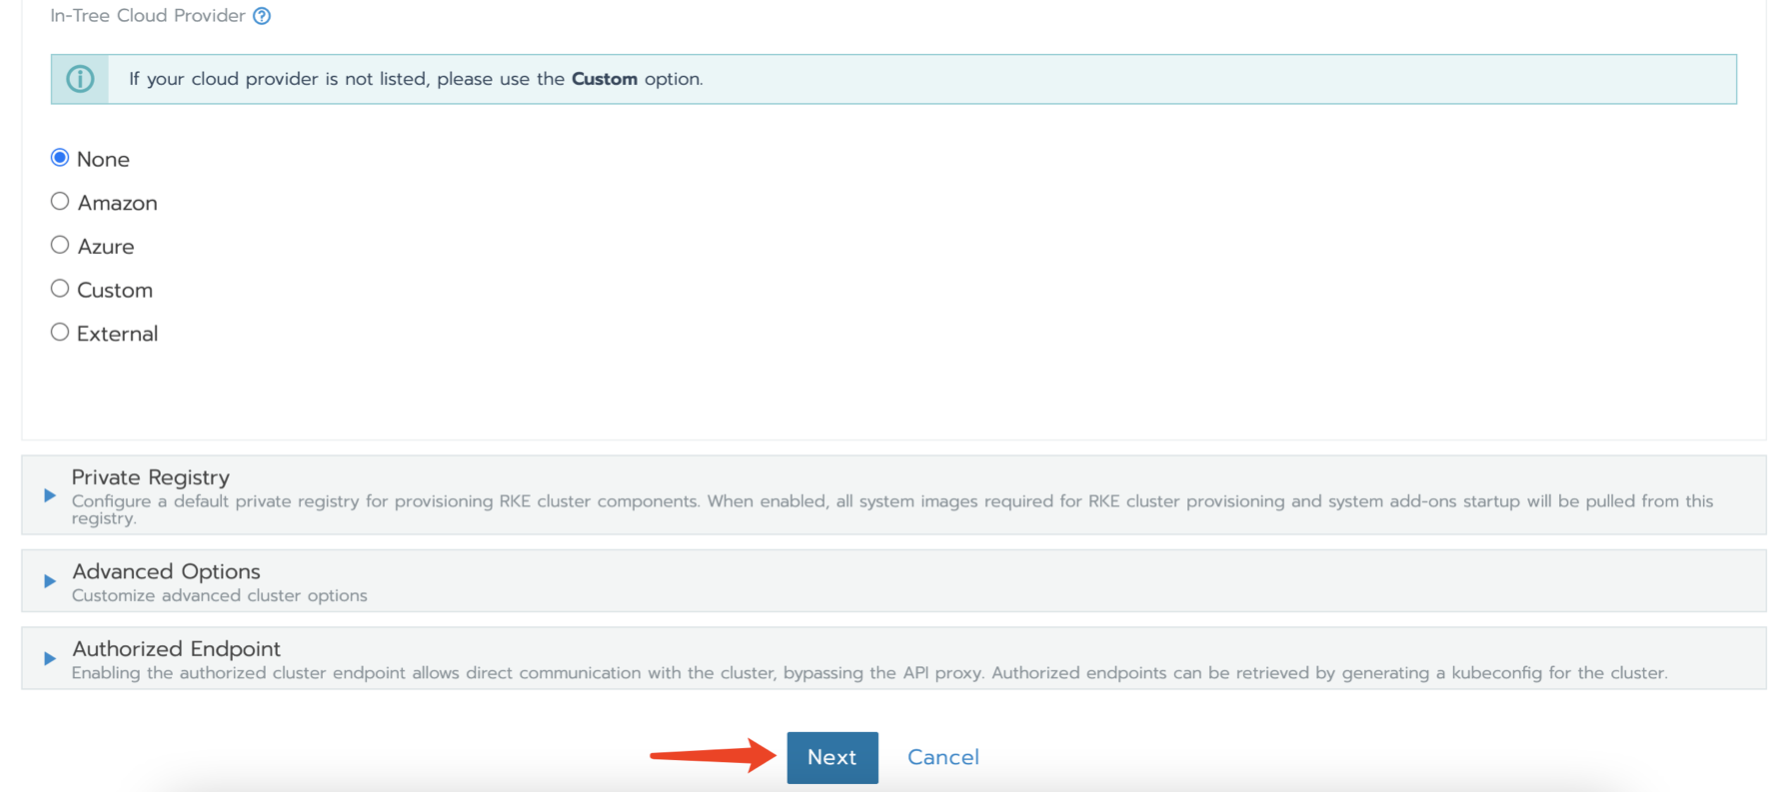 In-Tree Cloud Provider
If your cloud provider is not listed, please use the Custom option.
None
Amazon
Azure
Custom
External
Private Registry
Configure a default private registry for provisioning RKE cluster components. When enabled, all system images required for RKE cluster provisioning and system add-ons startup will be pulled from this
registry.
Advanced Options
Customize advanced cluster options
Authorized Endpoint
Enabling the authorized cluster endpoint allows direct communication with the cluster, bypassing the API proxy. Authorized endpoints can be retrieved by generating a kubeconfig for the cluster.
Next Cancel